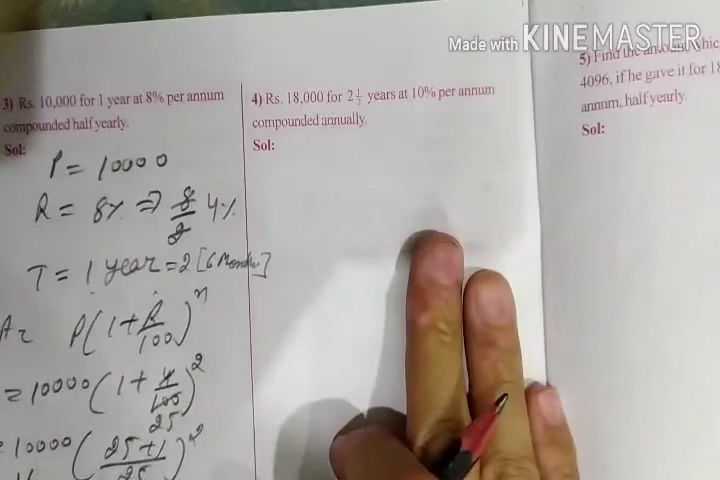 Made with KINEMASTER
3) Rs. 10,000 for 1 year at 8% per annum
compounded half yearly.
Sol:
P = 10000
R = 8% ⇒ 8/2 4%
T = 1 year = 2 [6 Months]
A = P(1 + R/100)^n
= 10000 (1 + 4/100)^2
25
= 10000 (25+1/25)^2
4) Rs. 18,000 for 2 1/2 years at 10% per annum
compounded annually.
Sol:
5) Find the amount
4096, if he gave it for 18
annum, half yearly.
Sol: